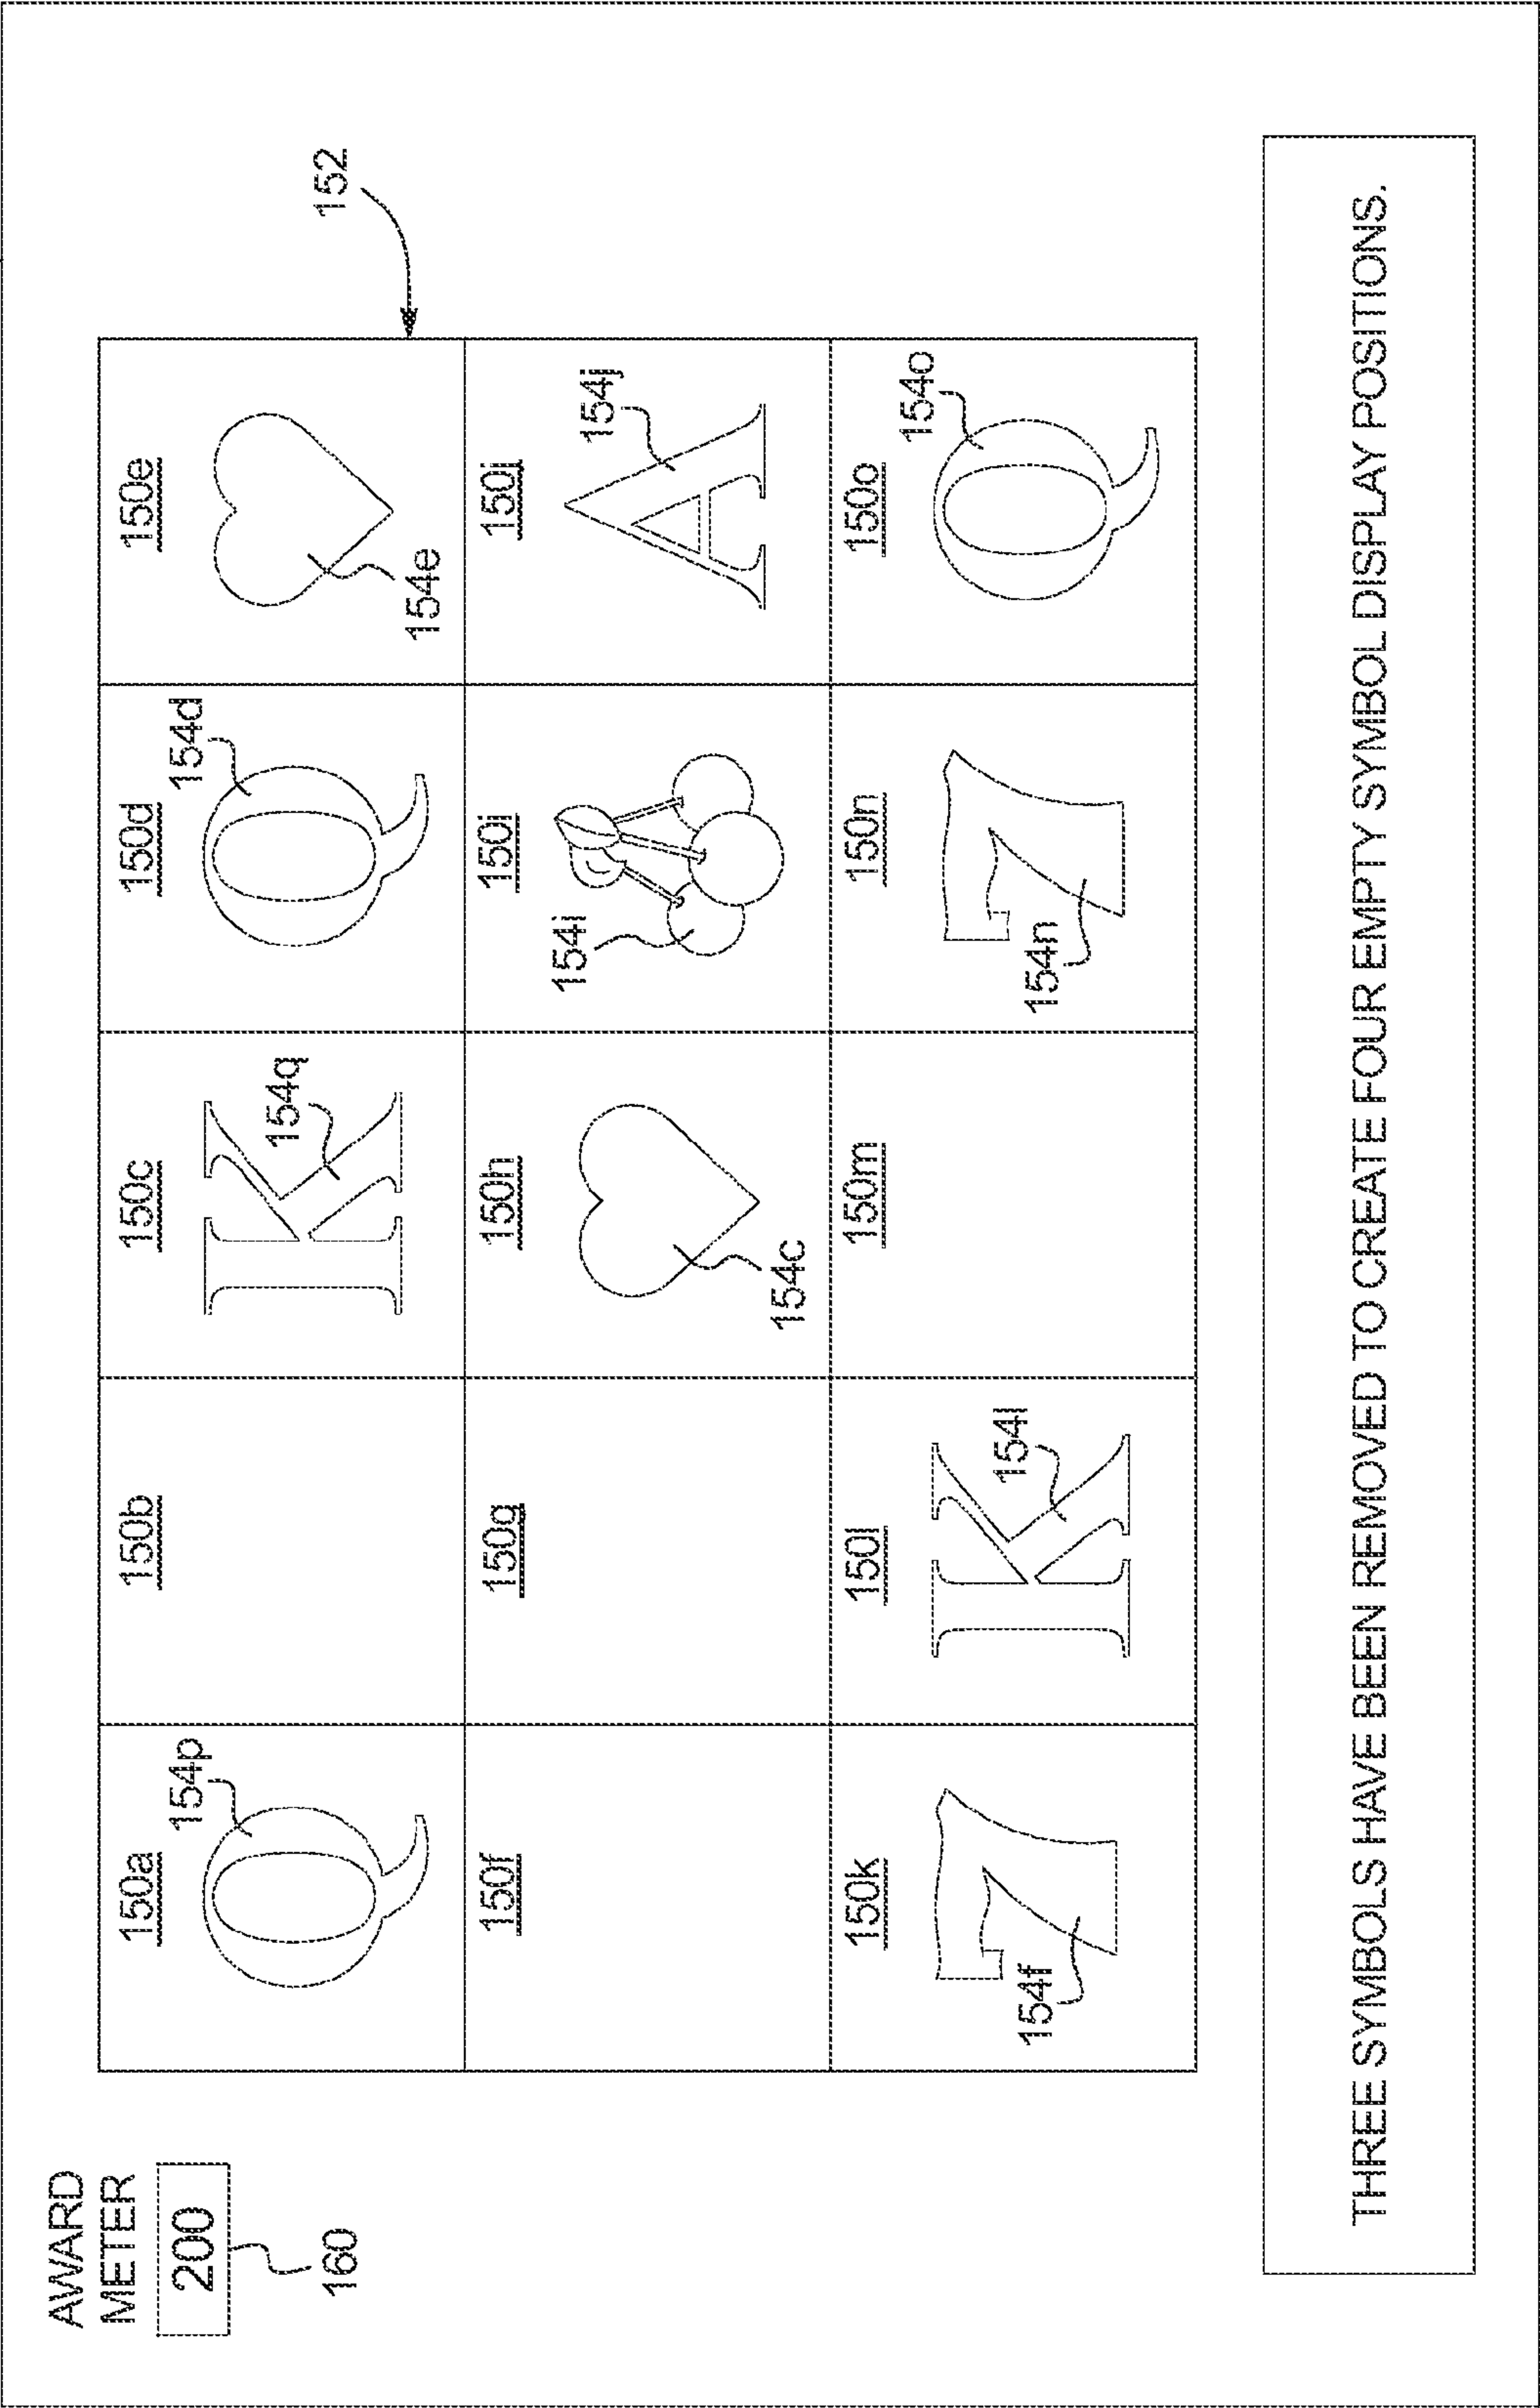 AWARD
METER
200
160
152
150a
154p
150b
150c
154q
150d
154d
150e
154e
150f
150g
150h
154c
150i
154i
150j
154j
150k
154f
150l
154l
150m
150n
154n
150o
154o
Q
K
Q
A
7
K
7
Q
THREE SYMBOLS HAVE BEEN REMOVED TO CREATE FOUR EMPTY SYMBOL DISPLAY POSITIONS.